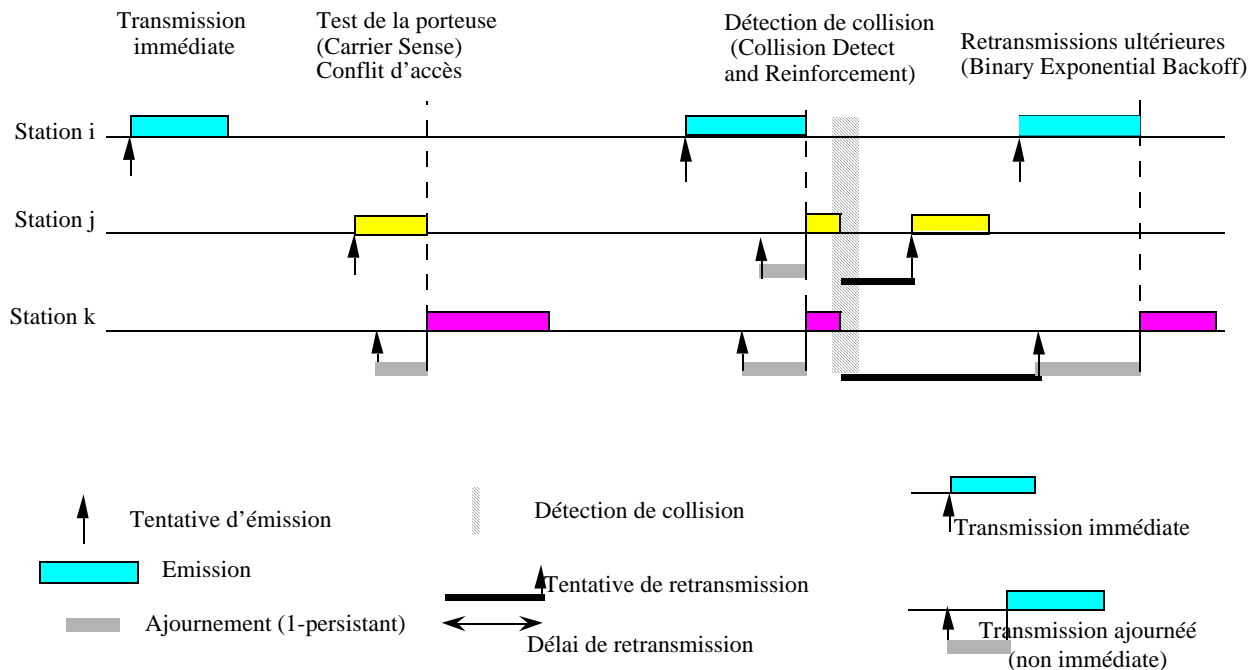 Transmission
immédiate
Test de la porteuse
(Carrier Sense)
Conflit d'accès
Détection de collision
(Collision Detect
and Reinforcement)
Retransmissions ultérieures
(Binary Exponential Backoff)
Station i
Station j
Station k
Tentative d'émission
Emission
Ajournement (1-persistant)
Détection de collision
Tentative de retransmission
Délai de retransmission
Transmission immédiate
Transmission ajournéé
(non immédiate)